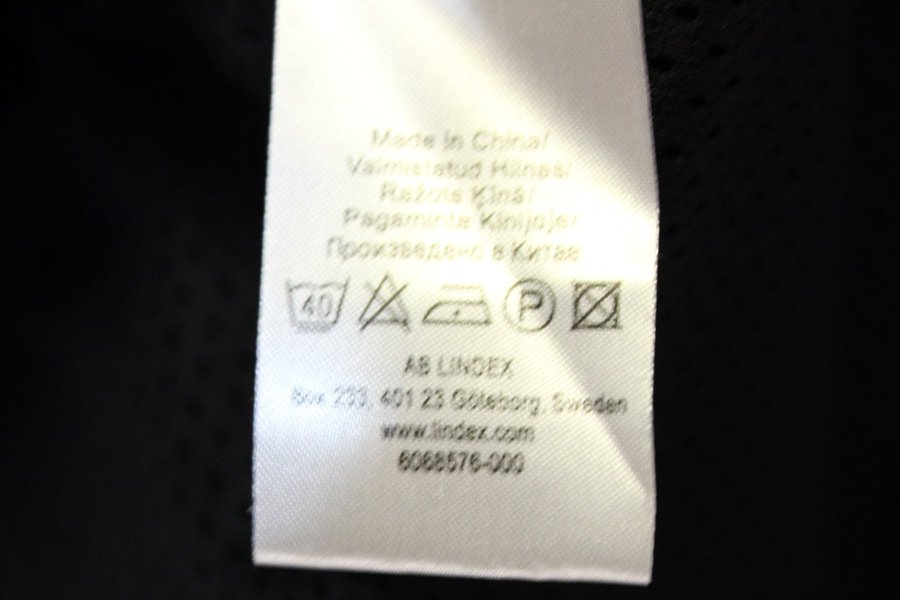 Made in China/
Valmistatud Hiinas/
Ražots Ķīnā/
Pagaminta Kinijoje/
Произведено в Китае
40 P
AB LINDEX
Box 233, 401 23 Göteborg, Sweden
www.lindex.com
6068576-000